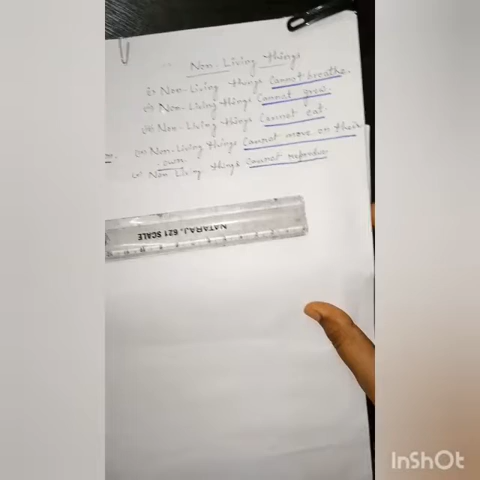 Non-Living things
i) Non-Living things Cannot breathe.
ii) Non-Living things Cannot grow.
iii) Non-Living things Cannot eat.
iv) Non-Living things Cannot move on their
own
v) Non Living things Cannot reproduce
NATARAJ. 621 SCALE
InShOt